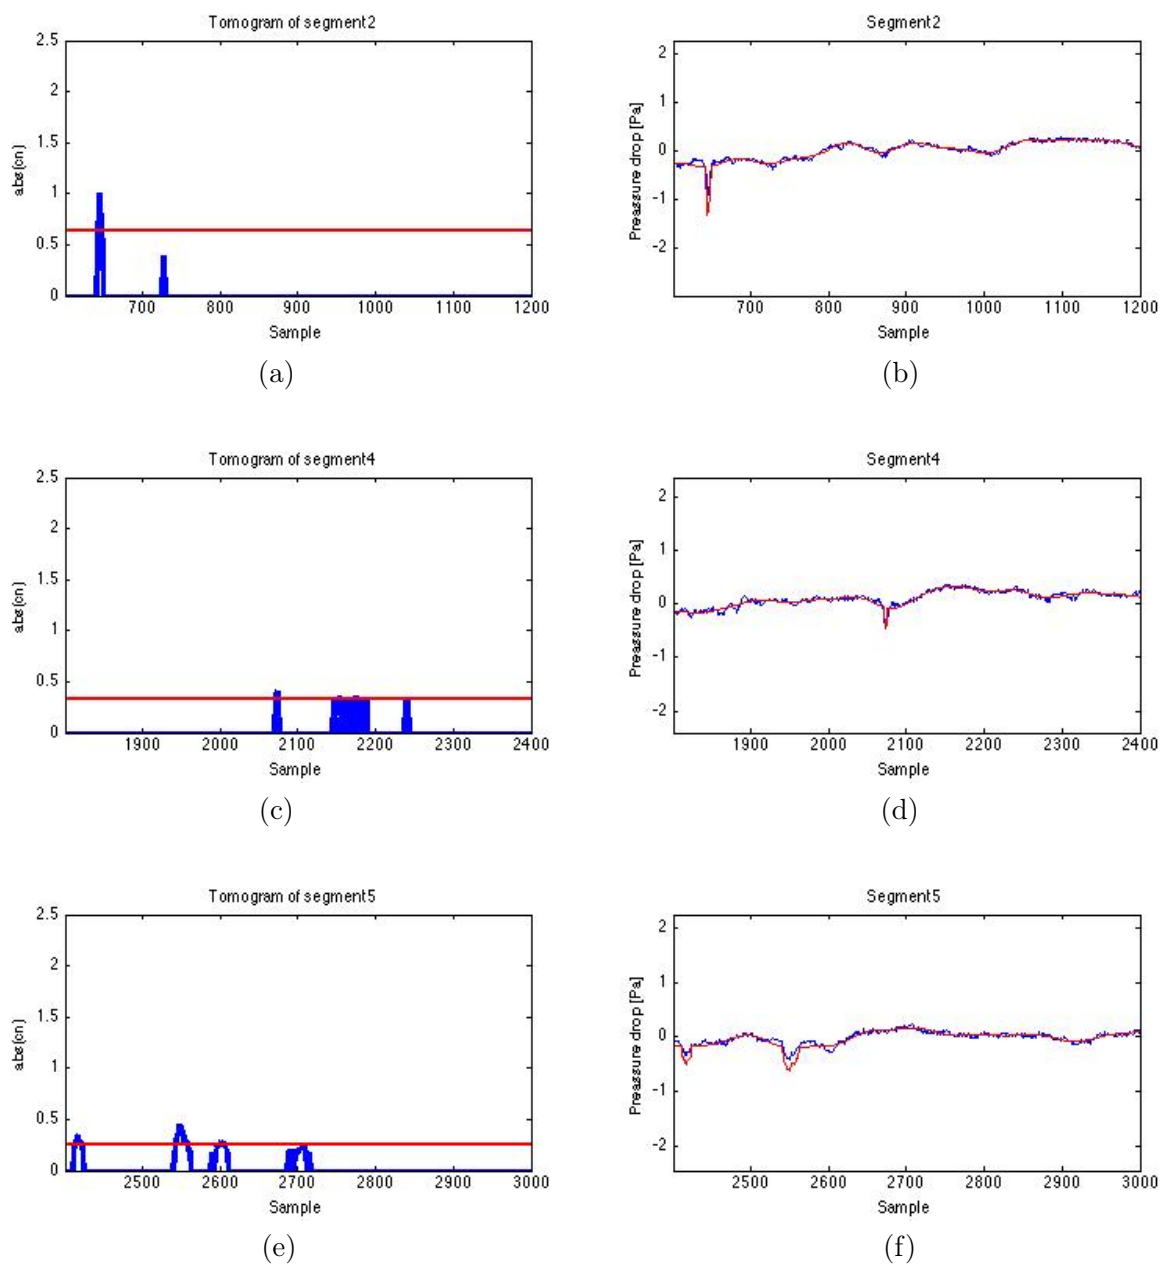 Tomogram of segment2
2.5
2
1.5
1
0.5
0
abs(cn)
700 800 900 1000 1100 1200
Sample
(a)
Segment2
2
1
0
-1
-2
Preassure drop [Pa]
700 800 900 1000 1100 1200
Sample
(b)
Tomogram of segment4
2.5
2
1.5
1
0.5
0
abs(cn)
1900 2000 2100 2200 2300 2400
Sample
(c)
Segment4
2
1
0
-1
-2
Preassure drop [Pa]
1900 2000 2100 2200 2300 2400
Sample
(d)
Tomogram of segment5
2.5
2
1.5
1
0.5
0
abs(cn)
2500 2600 2700 2800 2900 3000
Sample
(e)
Segment5
2
1
0
-1
-2
Preassure drop [Pa]
2500 2600 2700 2800 2900 3000
Sample
(f)